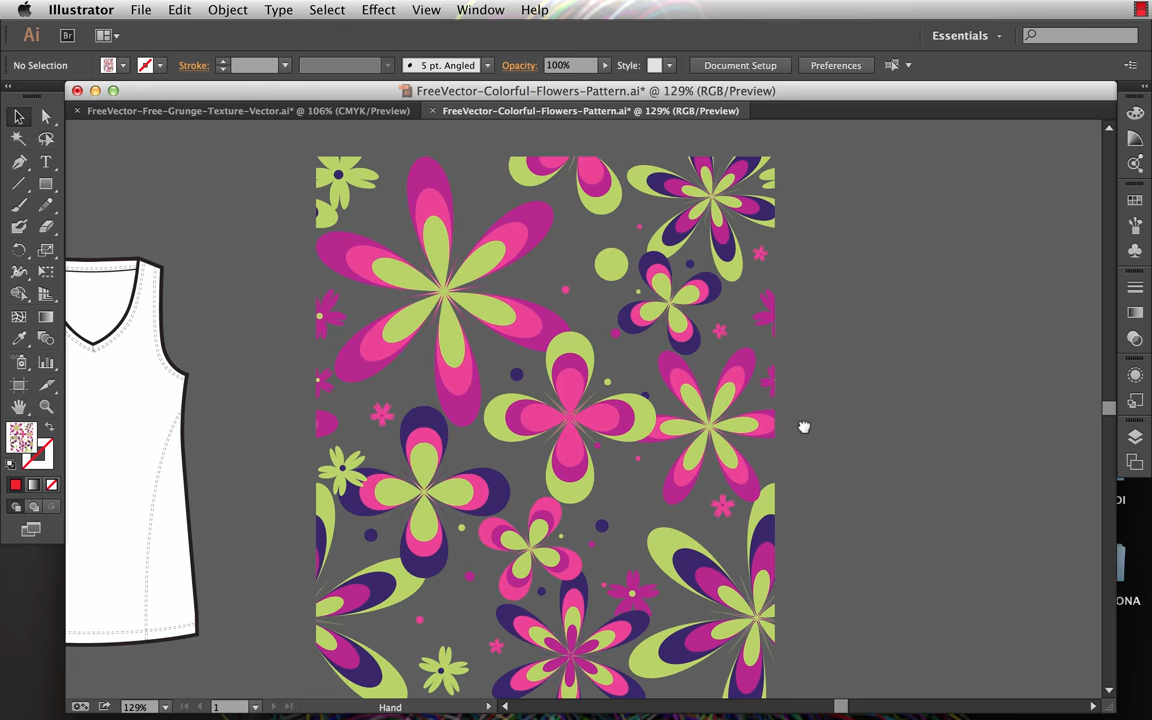 Illustrator File Edit Object Type Select Effect View Window Help
Ai Br Essentials
No Selection Stroke: 5 pt. Angled Opacity: 100% Style: Document Setup Preferences
FreeVector-Colorful-Flowers-Pattern.ai* @ 129% (RGB/Preview)
FreeVector-Free-Grunge-Texture-Vector.ai* @ 106% (CMYK/Preview) FreeVector-Colorful-Flowers-Pattern.ai* @ 129% (RGB/Preview)
T
DI
ONA
129% 1 Hand